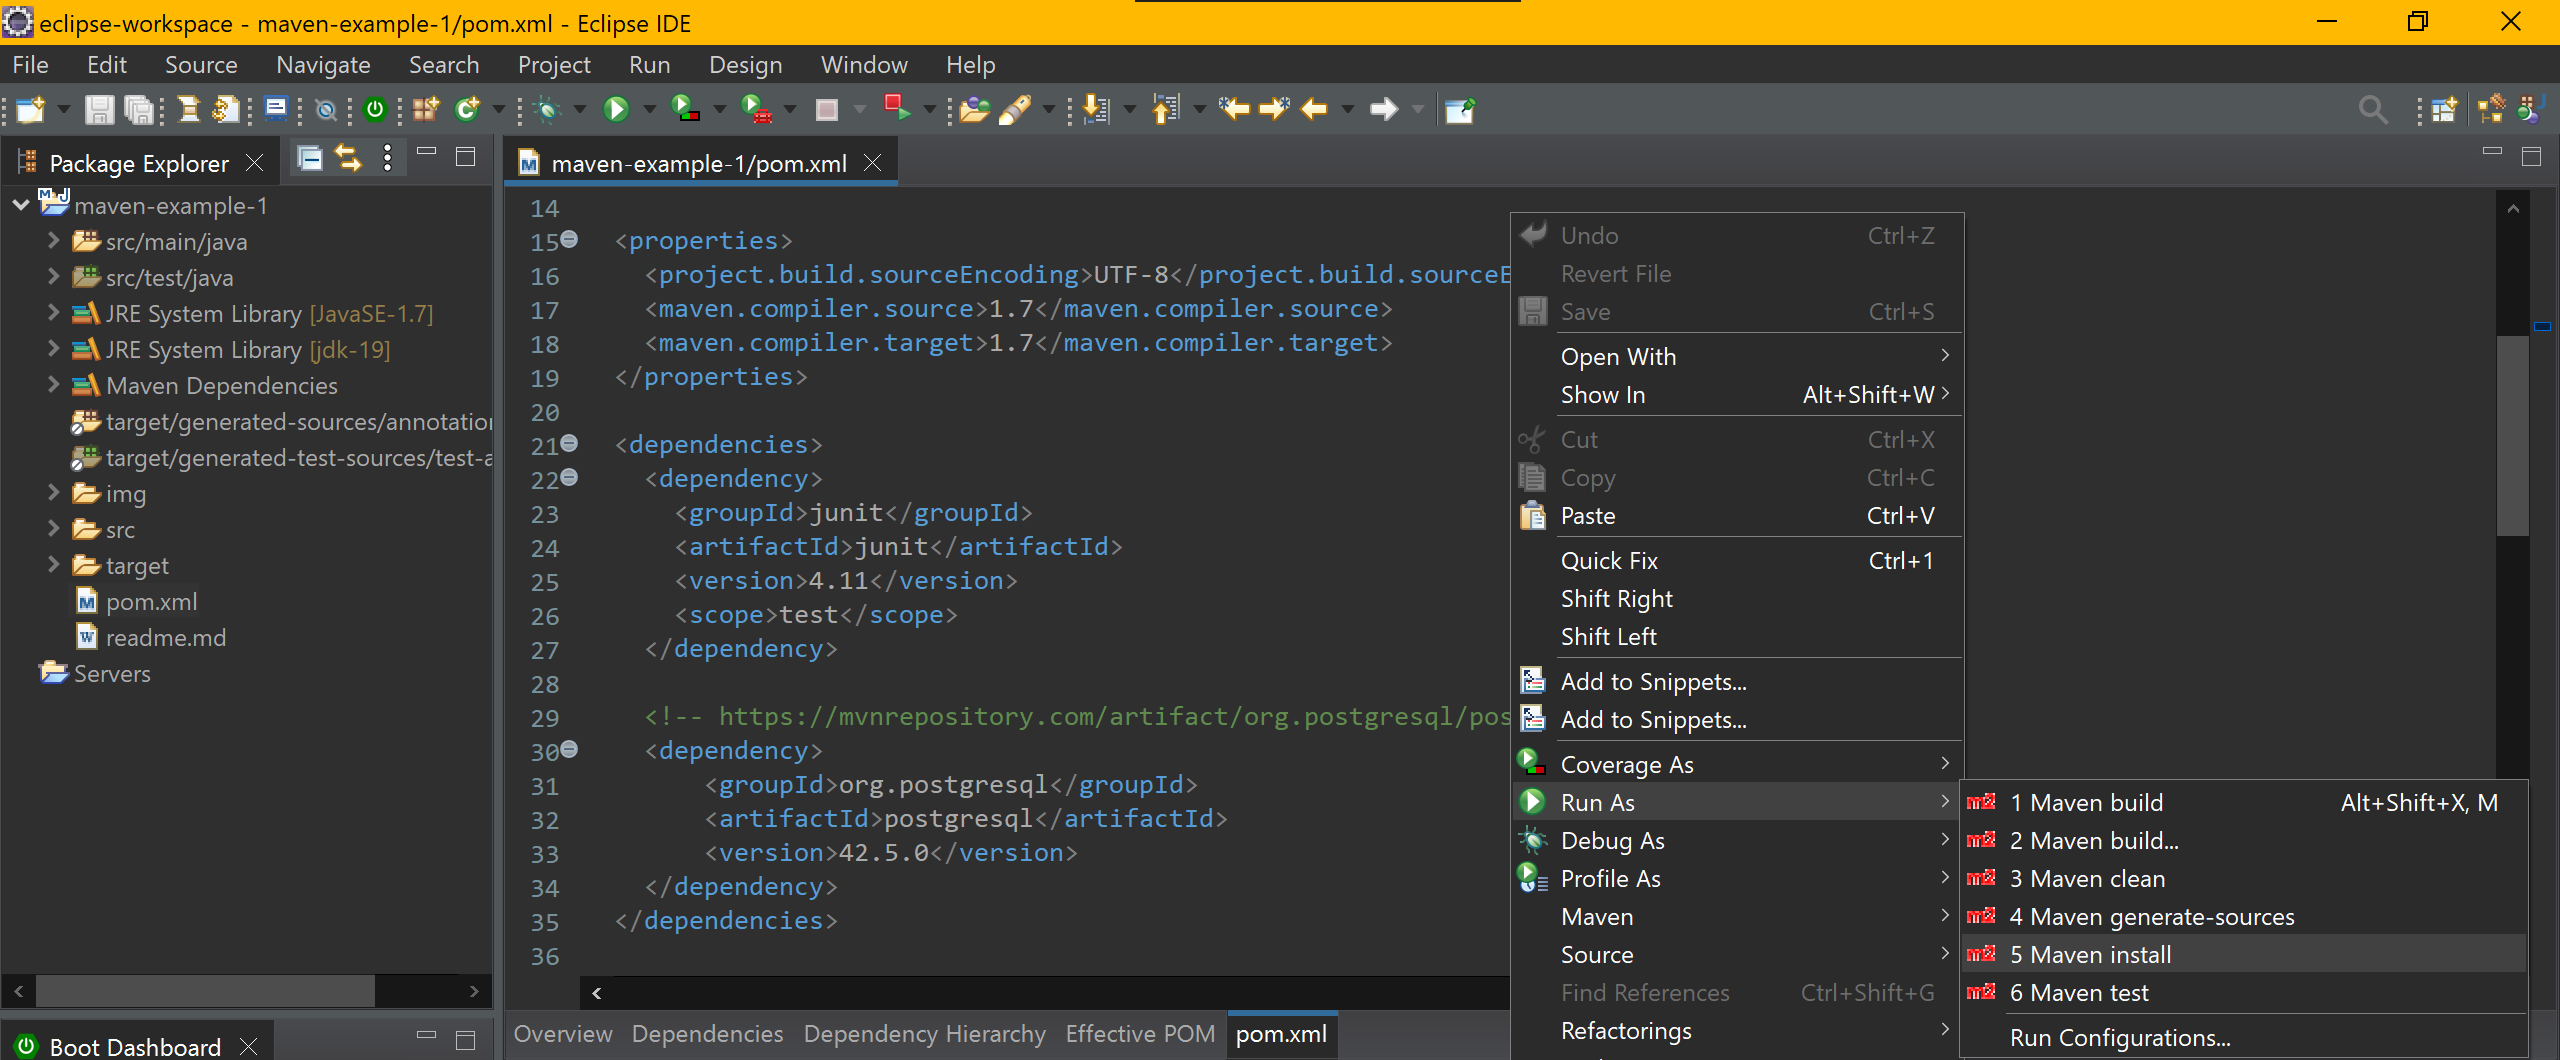 eclipse-workspace - maven-example-1/pom.xml - Eclipse IDE
File Edit Source Navigate Search Project Run Design Window Help
Package Explorer
maven-example-1
src/main/java
src/test/java
JRE System Library [JavaSE-1.7]
JRE System Library [jdk-19]
Maven Dependencies
target/generated-sources/annotation
target/generated-test-sources/test-a
img
src
target
pom.xml
readme.md
Servers
Boot Dashboard
maven-example-1/pom.xml
14
15 <properties>
16 <project.build.sourceEncoding>UTF-8</project.build.sourceE
17 <maven.compiler.source>1.7</maven.compiler.source>
18 <maven.compiler.target>1.7</maven.compiler.target>
19 </properties>
20
21 <dependencies>
22 <dependency>
23 <groupId>junit</groupId>
24 <artifactId>junit</artifactId>
25 <version>4.11</version>
26 <scope>test</scope>
27 </dependency>
28
29 <!-- https://mvnrepository.com/artifact/org.postgresql/pos
30 <dependency>
31 <groupId>org.postgresql</groupId>
32 <artifactId>postgresql</artifactId>
33 <version>42.5.0</version>
34 </dependency>
35 </dependencies>
36
Overview Dependencies Dependency Hierarchy Effective POM pom.xml
Undo Ctrl+Z
Revert File
Save Ctrl+S
Open With
Show In Alt+Shift+W
Cut Ctrl+X
Copy Ctrl+C
Paste Ctrl+V
Quick Fix Ctrl+1
Shift Right
Shift Left
Add to Snippets...
Add to Snippets...
Coverage As
Run As
Debug As
Profile As
Maven
Source
Find References Ctrl+Shift+G
Refactorings
m2 1 Maven build Alt+Shift+X, M
m2 2 Maven build...
m2 3 Maven clean
m2 4 Maven generate-sources
m2 5 Maven install
m2 6 Maven test
Run Configurations...